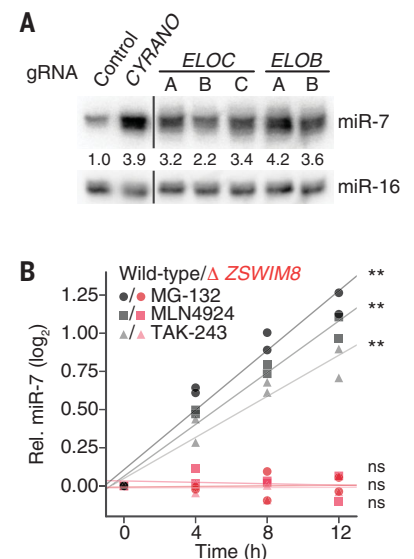 A
gRNA Control CYRANO ELOC ELOB
A B C A B
miR-7
1.0 3.9 3.2 2.2 3.4 4.2 3.6
miR-16
B
Wild-type/Δ ZSWIM8
●/● MG-132
■/■ MLN4924
▲/▲ TAK-243
**
**
**
ns
ns
ns
Rel. miR-7 (log2)
1.25
1.00
0.75
0.50
0.25
0.00
0 4 8 12
Time (h)